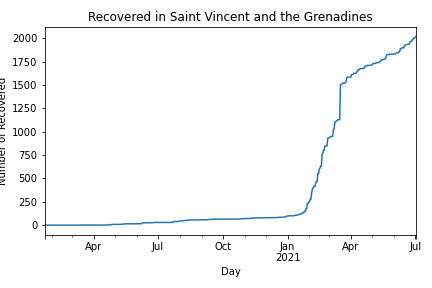 Recovered in Saint Vincent and the Grenadines
Number of Recovered
2000
1750
1500
1250
1000
750
500
250
0
Apr
Jul
Oct
Jan
2021
Apr
Jul
Day